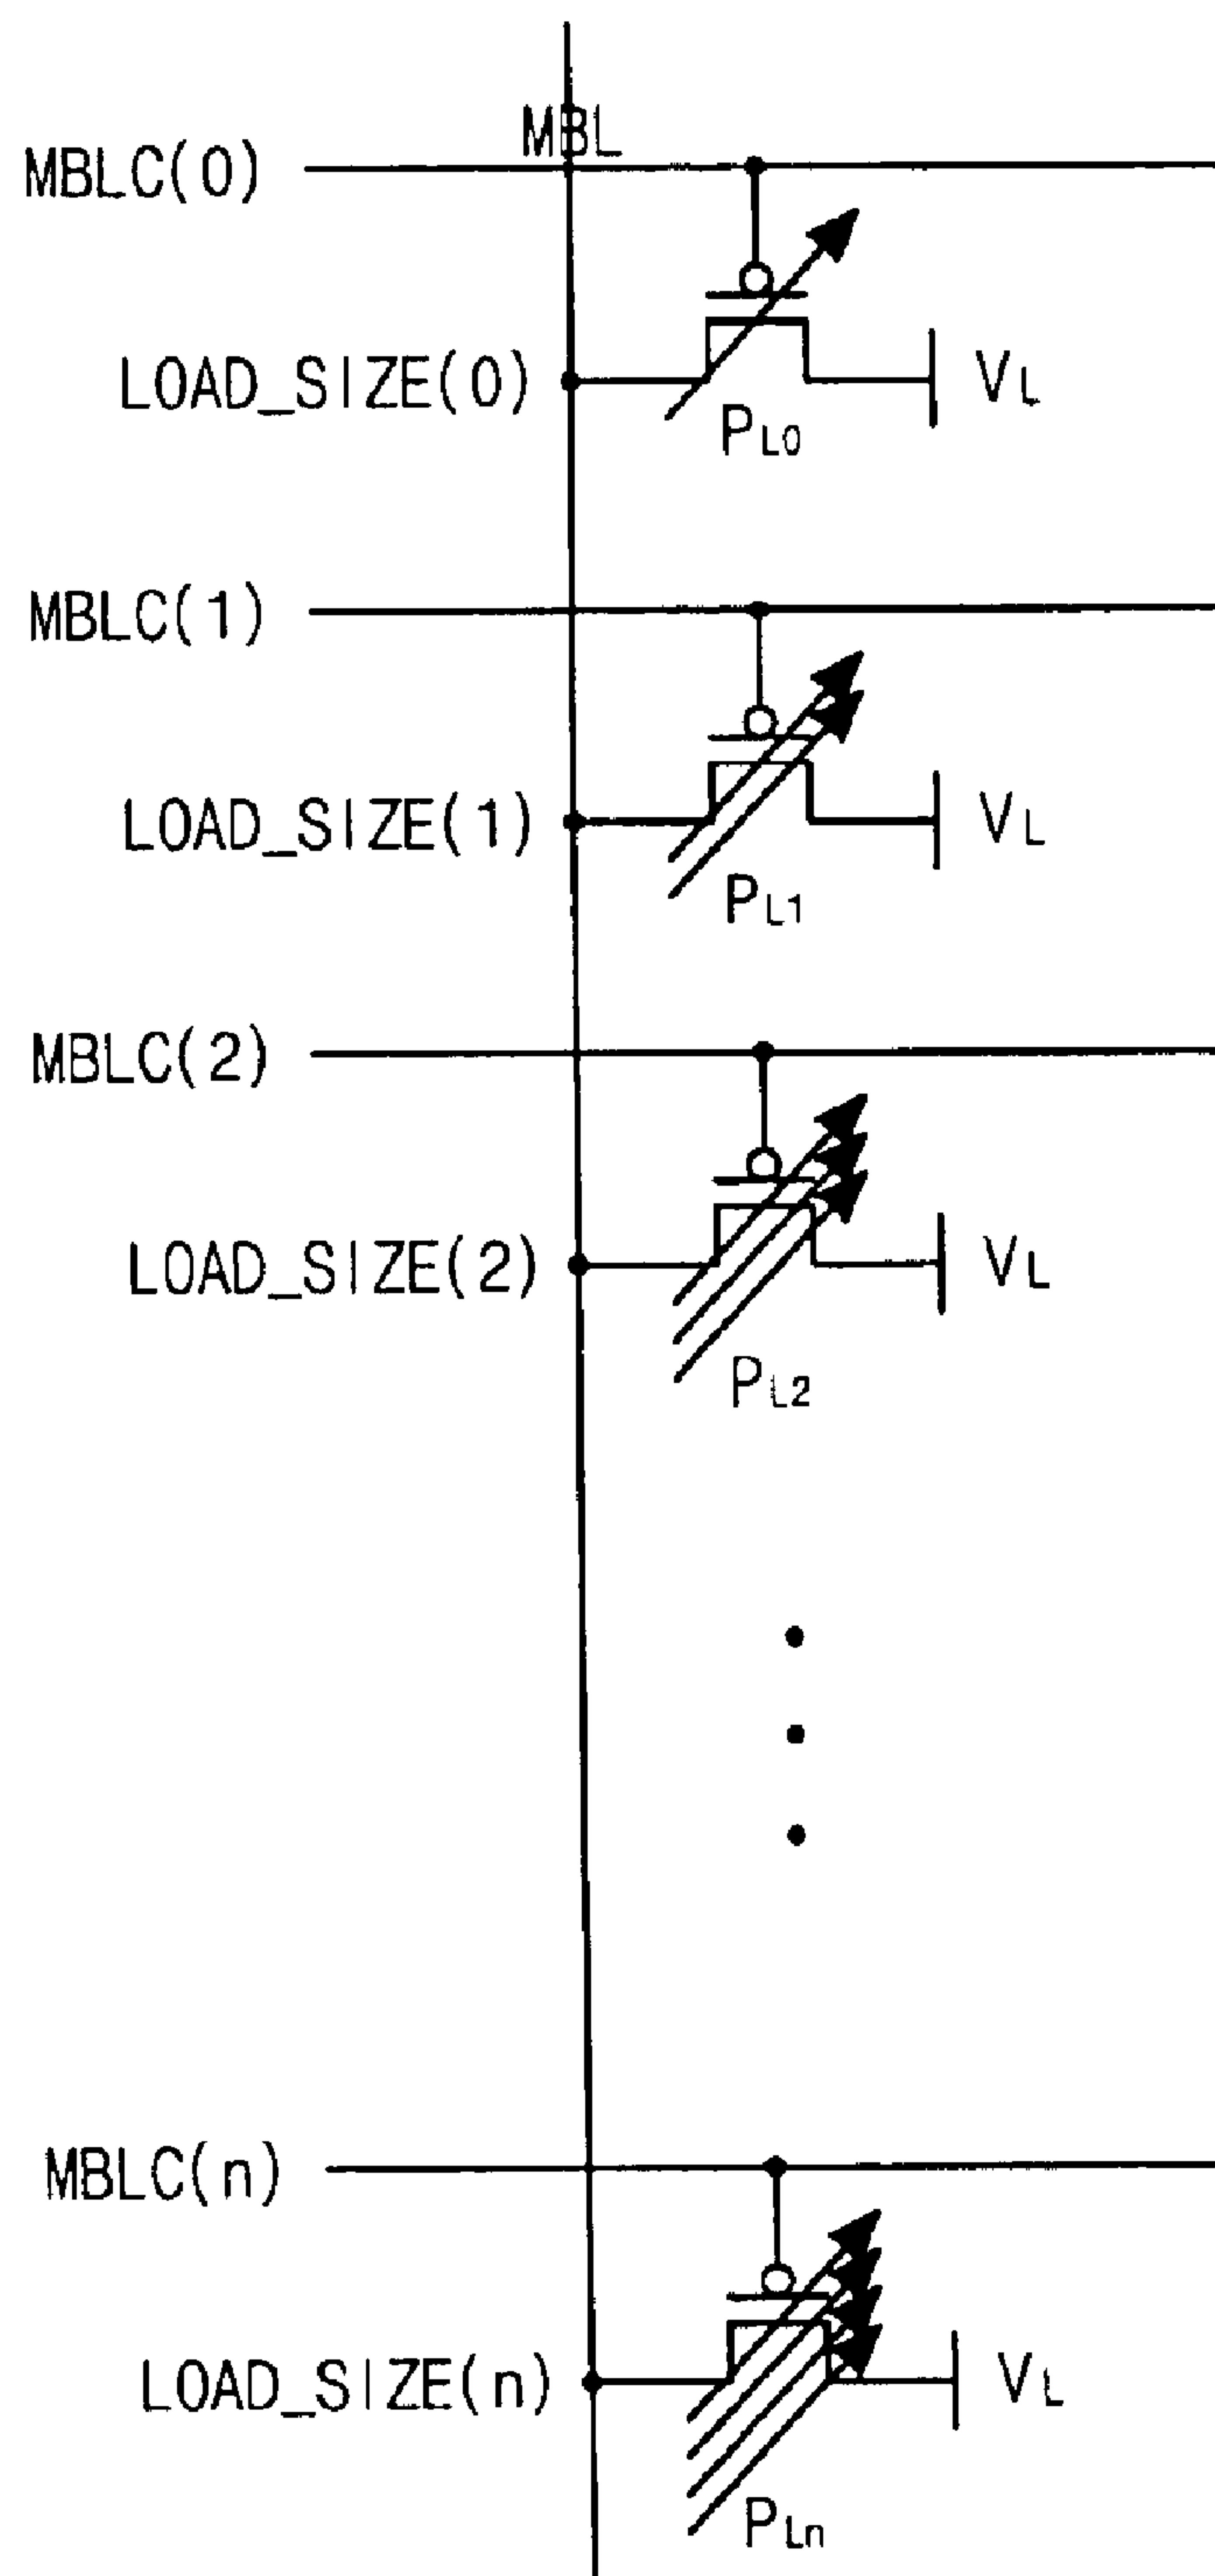 MBL
MBLC(0)
LOAD_SIZE(0)
VL
PL0
MBLC(1)
LOAD_SIZE(1)
VL
PL1
MBLC(2)
LOAD_SIZE(2)
VL
PL2
MBLC(n)
LOAD_SIZE(n)
VL
PLn